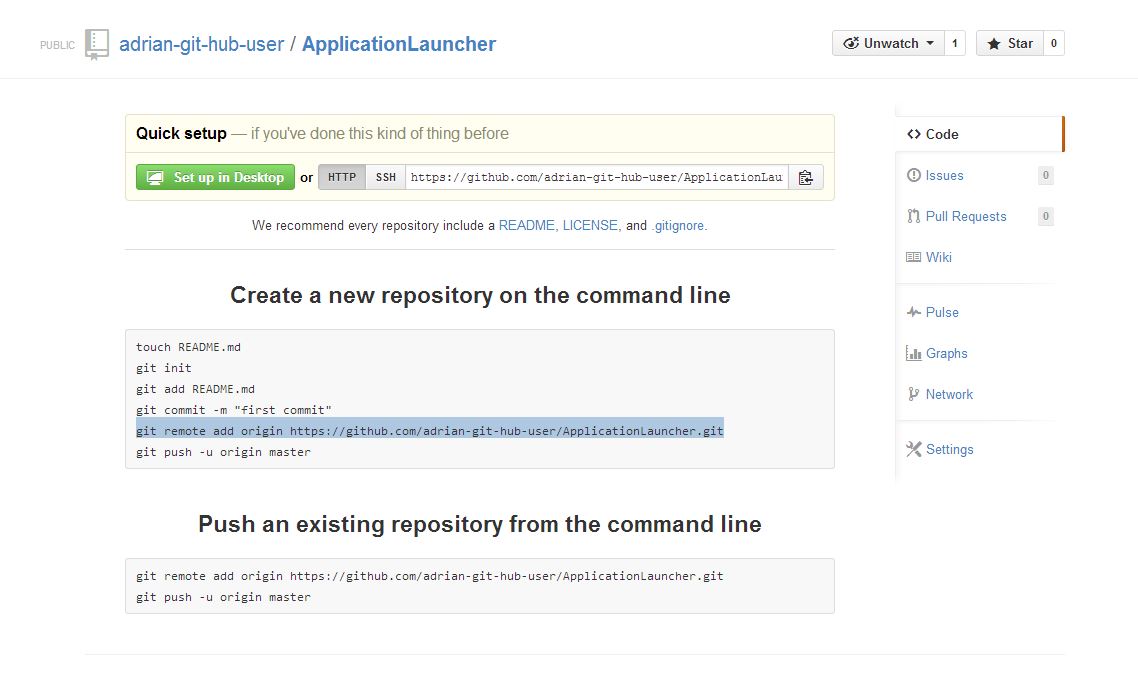 PUBLIC adrian-git-hub-user / ApplicationLauncher
Unwatch 1 Star 0
Quick setup — if you've done this kind of thing before
Set up in Desktop or HTTP SSH https://github.com/adrian-git-hub-user/ApplicationLau
We recommend every repository include a README, LICENSE, and .gitignore.
Create a new repository on the command line
touch README.md
git init
git add README.md
git commit -m "first commit"
git remote add origin https://github.com/adrian-git-hub-user/ApplicationLauncher.git
git push -u origin master
Push an existing repository from the command line
git remote add origin https://github.com/adrian-git-hub-user/ApplicationLauncher.git
git push -u origin master
Code
Issues 0
Pull Requests 0
Wiki
Pulse
Graphs
Network
Settings